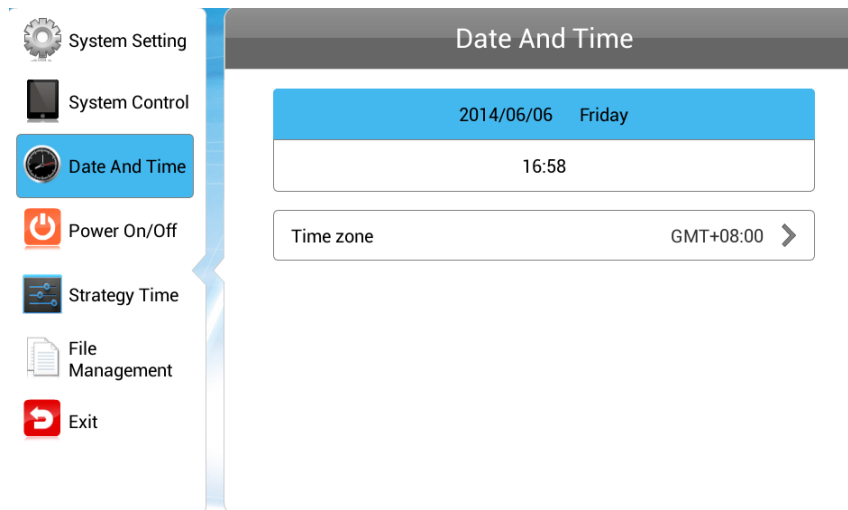 System Setting
System Control
Date And Time
Power On/Off
Strategy Time
File
Management
Exit
Date And Time
2014/06/06 Friday
16:58
Time zone GMT+08:00